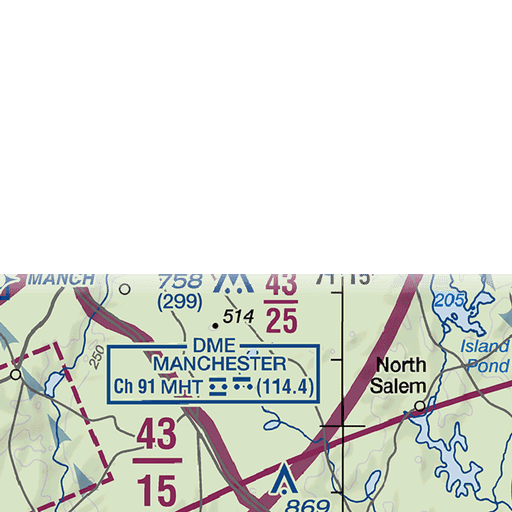 MANCH
758
(299)
43
25
71°15'
205
514
Island
Pond
250
DME
MANCHESTER
Ch 91 MHT (114.4)
North
Salem
43
15
869